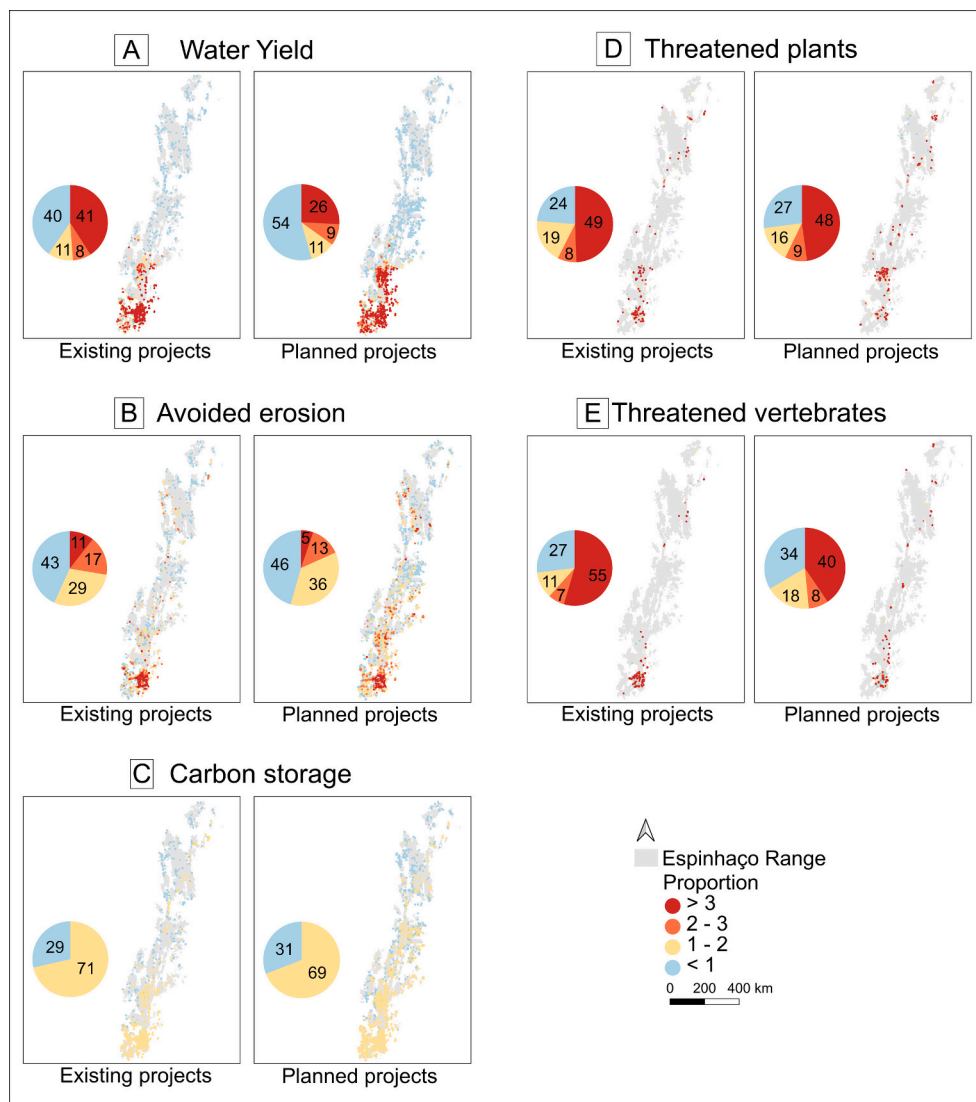 A Water Yield
40 41
11 8
Existing projects
54 26
9
11
Planned projects
B Avoided erosion
11
43 17
29
Existing projects
5
46 13
36
Planned projects
C Carbon storage
29
71
Existing projects
31
69
Planned projects
D Threatened plants
24
49
19
8
Existing projects
27
48
16
9
Planned projects
E Threatened vertebrates
27
55
11
7
Existing projects
34 40
18 8
Planned projects
Espinhaço Range
Proportion
> 3
2 - 3
1 - 2
< 1
0 200 400 km